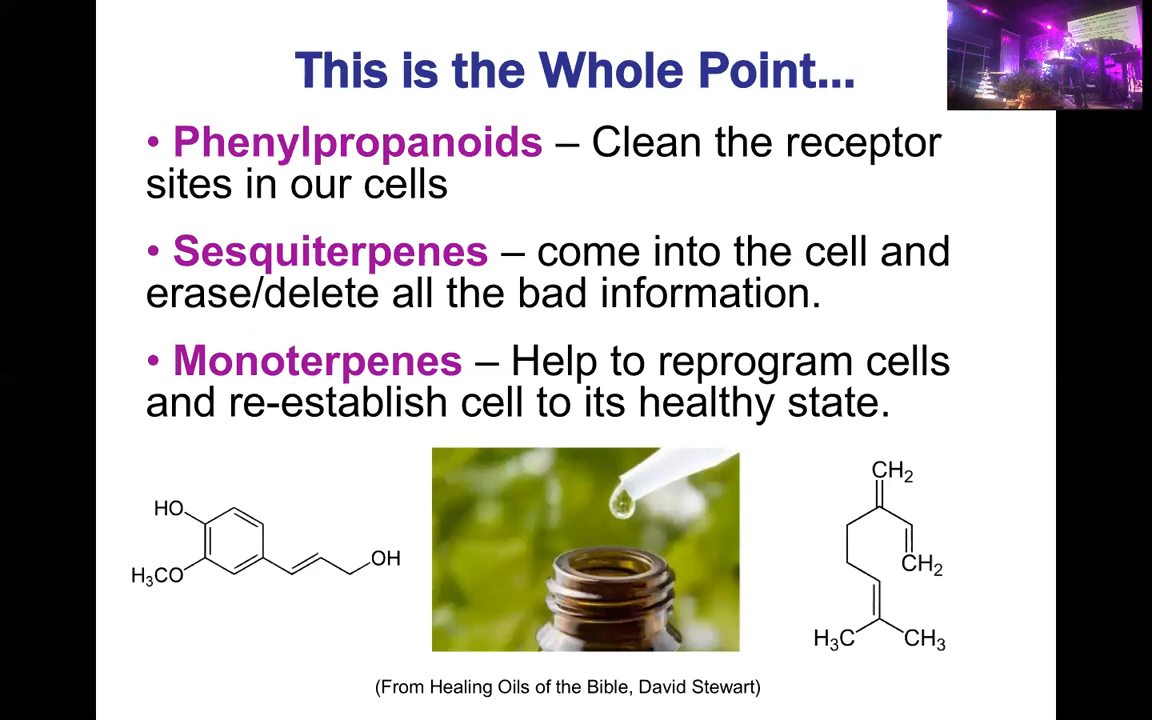 This is the Whole Point...
• Phenylpropanoids – Clean the receptor
sites in our cells
• Sesquiterpenes – come into the cell and
erase/delete all the bad information.
• Monoterpenes – Help to reprogram cells
and re-establish cell to its healthy state.
HO
H₃CO
OH
CH₂
CH₂
H₃C
CH₃
(From Healing Oils of the Bible, David Stewart)